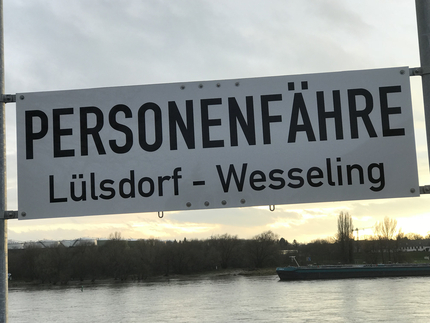 PERSONENFÄHRE
Lülsdorf - Wesseling